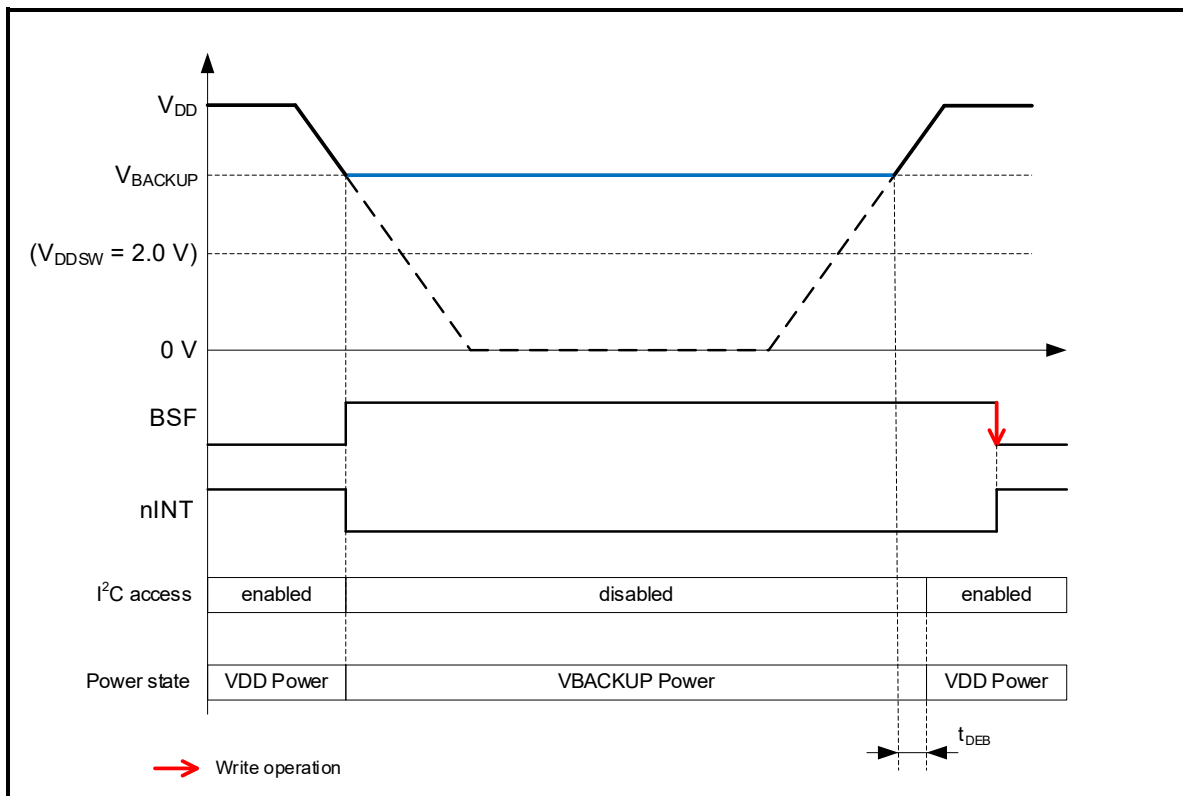 VDD
VBACKUP
(VDDSW = 2.0 V)
0 V
BSF
nINT
I²C access
enabled
disabled
enabled
Power state
VDD Power
VBACKUP Power
VDD Power
tDEB
Write operation